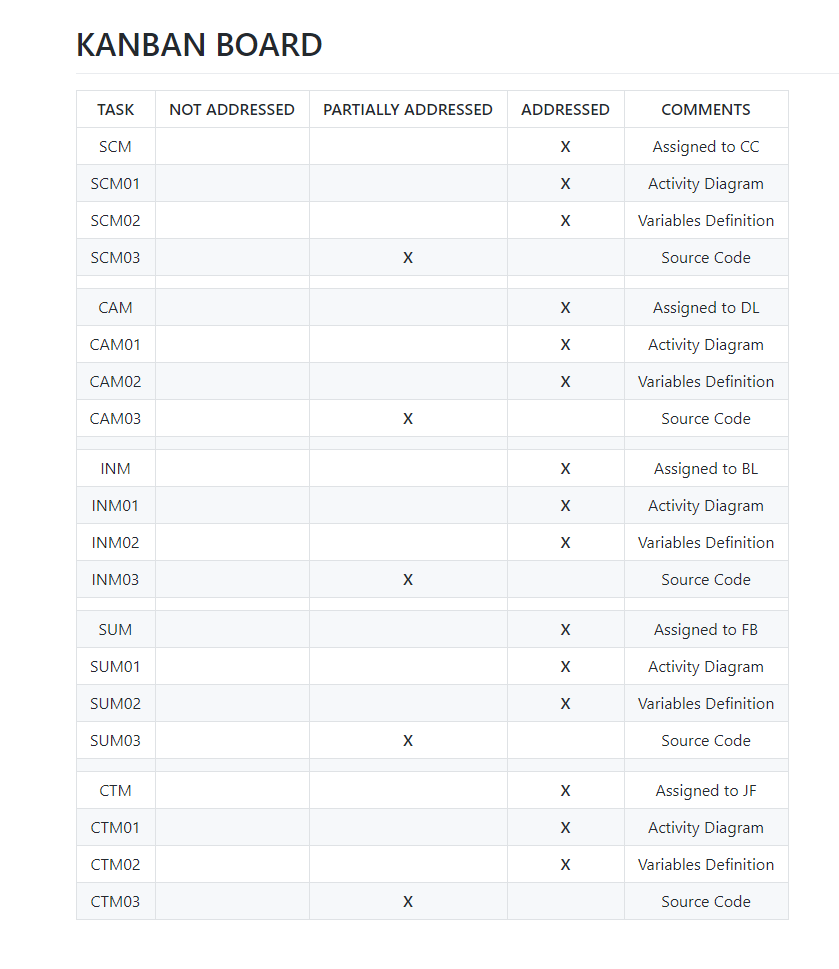 KANBAN BOARD
TASK NOT ADDRESSED PARTIALLY ADDRESSED ADDRESSED COMMENTS
SCM X Assigned to CC
SCM01 X Activity Diagram
SCM02 X Variables Definition
SCM03 X Source Code
CAM X Assigned to DL
CAM01 X Activity Diagram
CAM02 X Variables Definition
CAM03 X Source Code
INM X Assigned to BL
INM01 X Activity Diagram
INM02 X Variables Definition
INM03 X Source Code
SUM X Assigned to FB
SUM01 X Activity Diagram
SUM02 X Variables Definition
SUM03 X Source Code
CTM X Assigned to JF
CTM01 X Activity Diagram
CTM02 X Variables Definition
CTM03 X Source Code